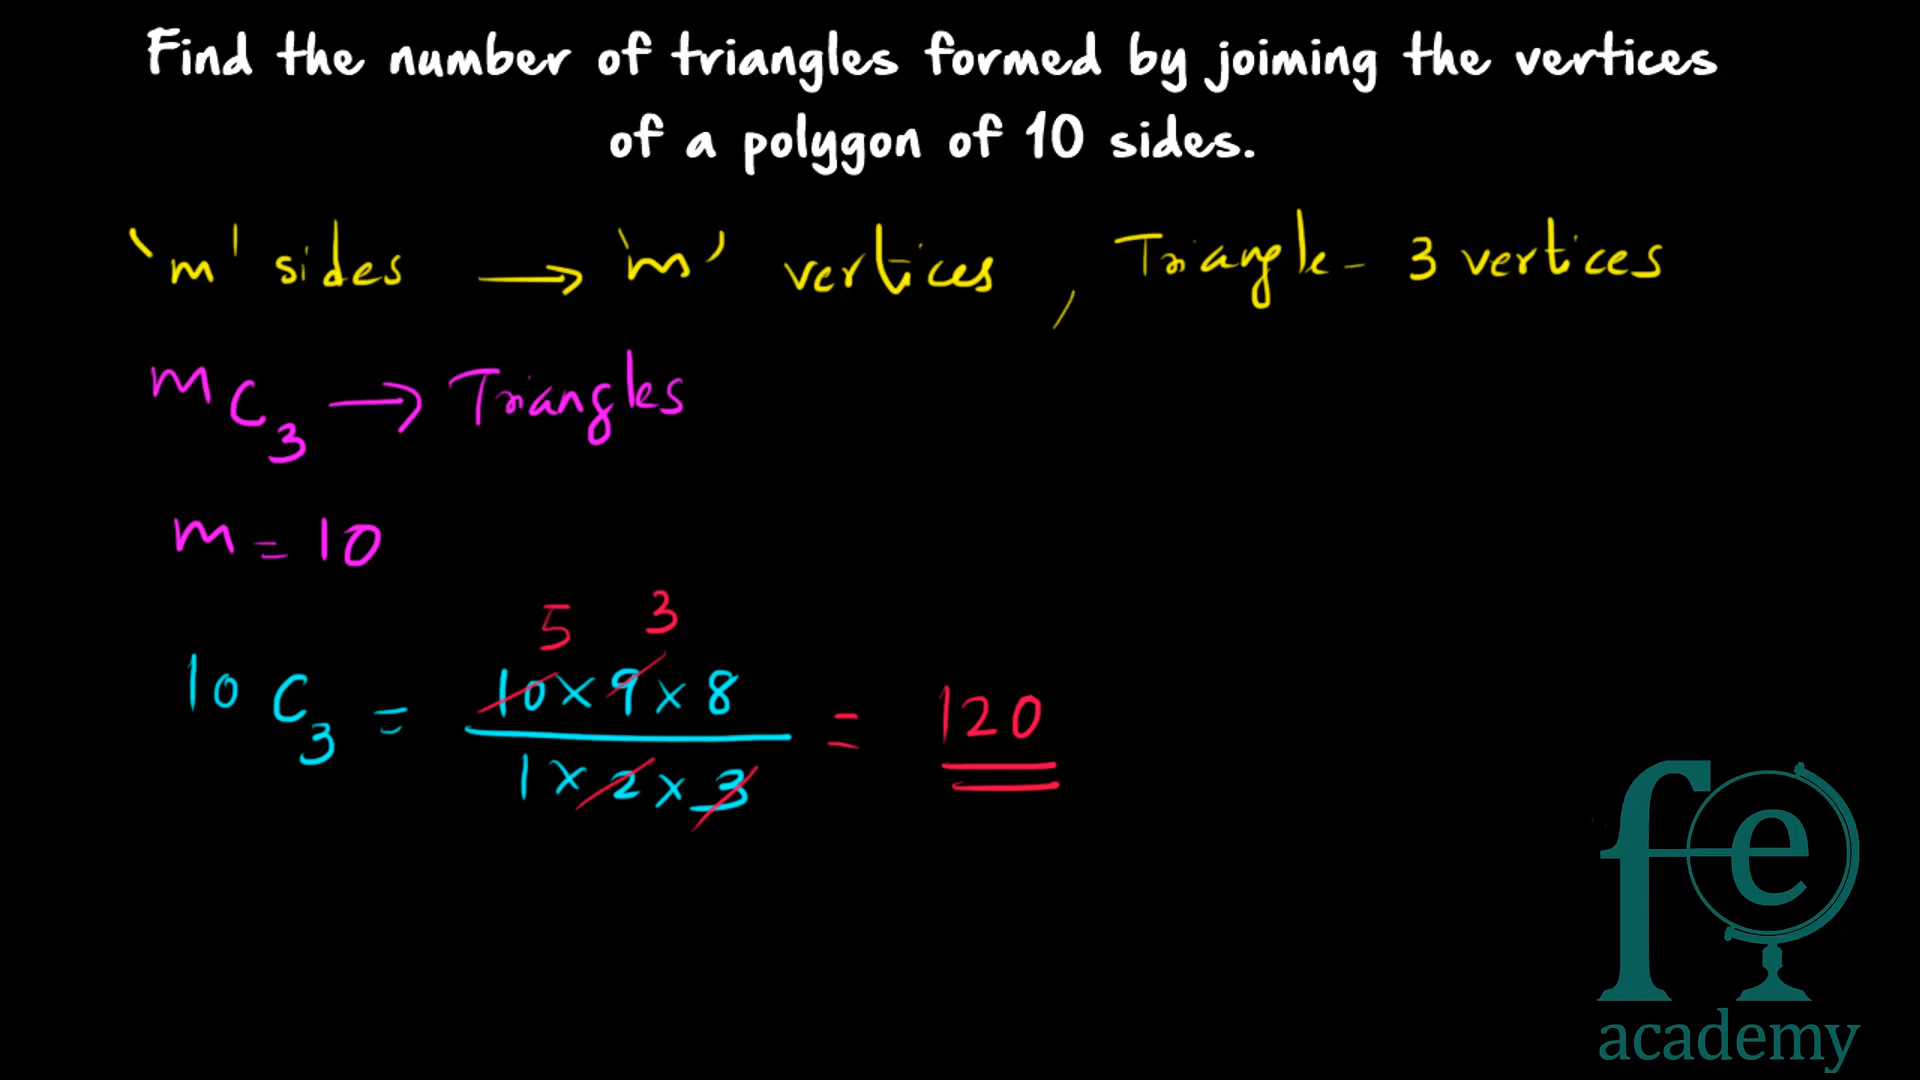 Find the number of triangles formed by joining the vertices
of a polygon of 10 sides.
'n' sides → 'n' vertices , Triangle - 3 vertices
nC3 → Triangles
n = 10
5 3
10C3 = 10 × 9 × 8 / 1 × 2 × 3 = 120
fe
academy